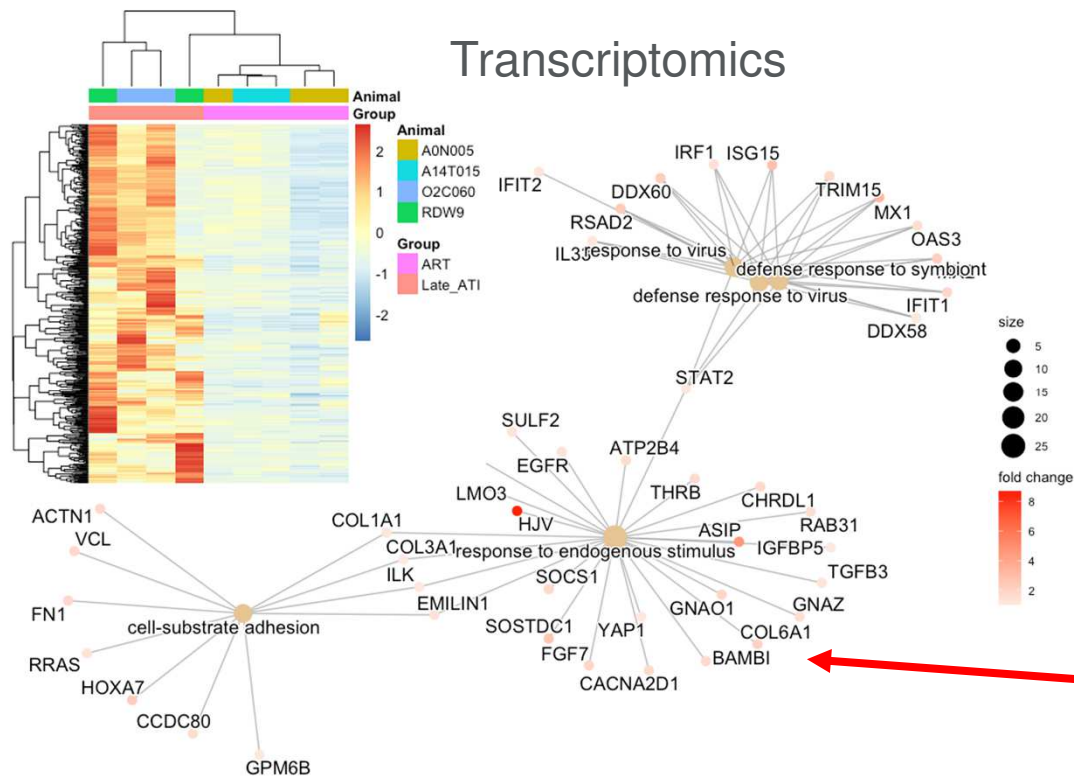 Transcriptomics
Animal
Group
2
1
0
-1
-2
Animal
A0N005
A14T015
O2C060
RDW9
Group
ART
Late_ATI
IRF1
ISG15
IFIT2
DDX60
TRIM15
RSAD2
MX1
IL33
response to virus
OAS3
defense response to symbiont
defense response to virus
IFIT1
DDX58
STAT2
size
5
10
15
20
25
fold change
8
6
4
2
SULF2
EGFR
ATP2B4
LMO3
THRB
CHRDL1
HJV
RAB31
ACTN1
COL1A1
ASIP
VCL
COL3A1
response to endogenous stimulus
IGFBP5
ILK
SOCS1
TGFB3
FN1
EMILIN1
GNAO1
GNAZ
cell-substrate adhesion
SOSTDC1
YAP1
COL6A1
RRAS
FGF7
BAMBI
HOXA7
CACNA2D1
CCDC80
GPM6B